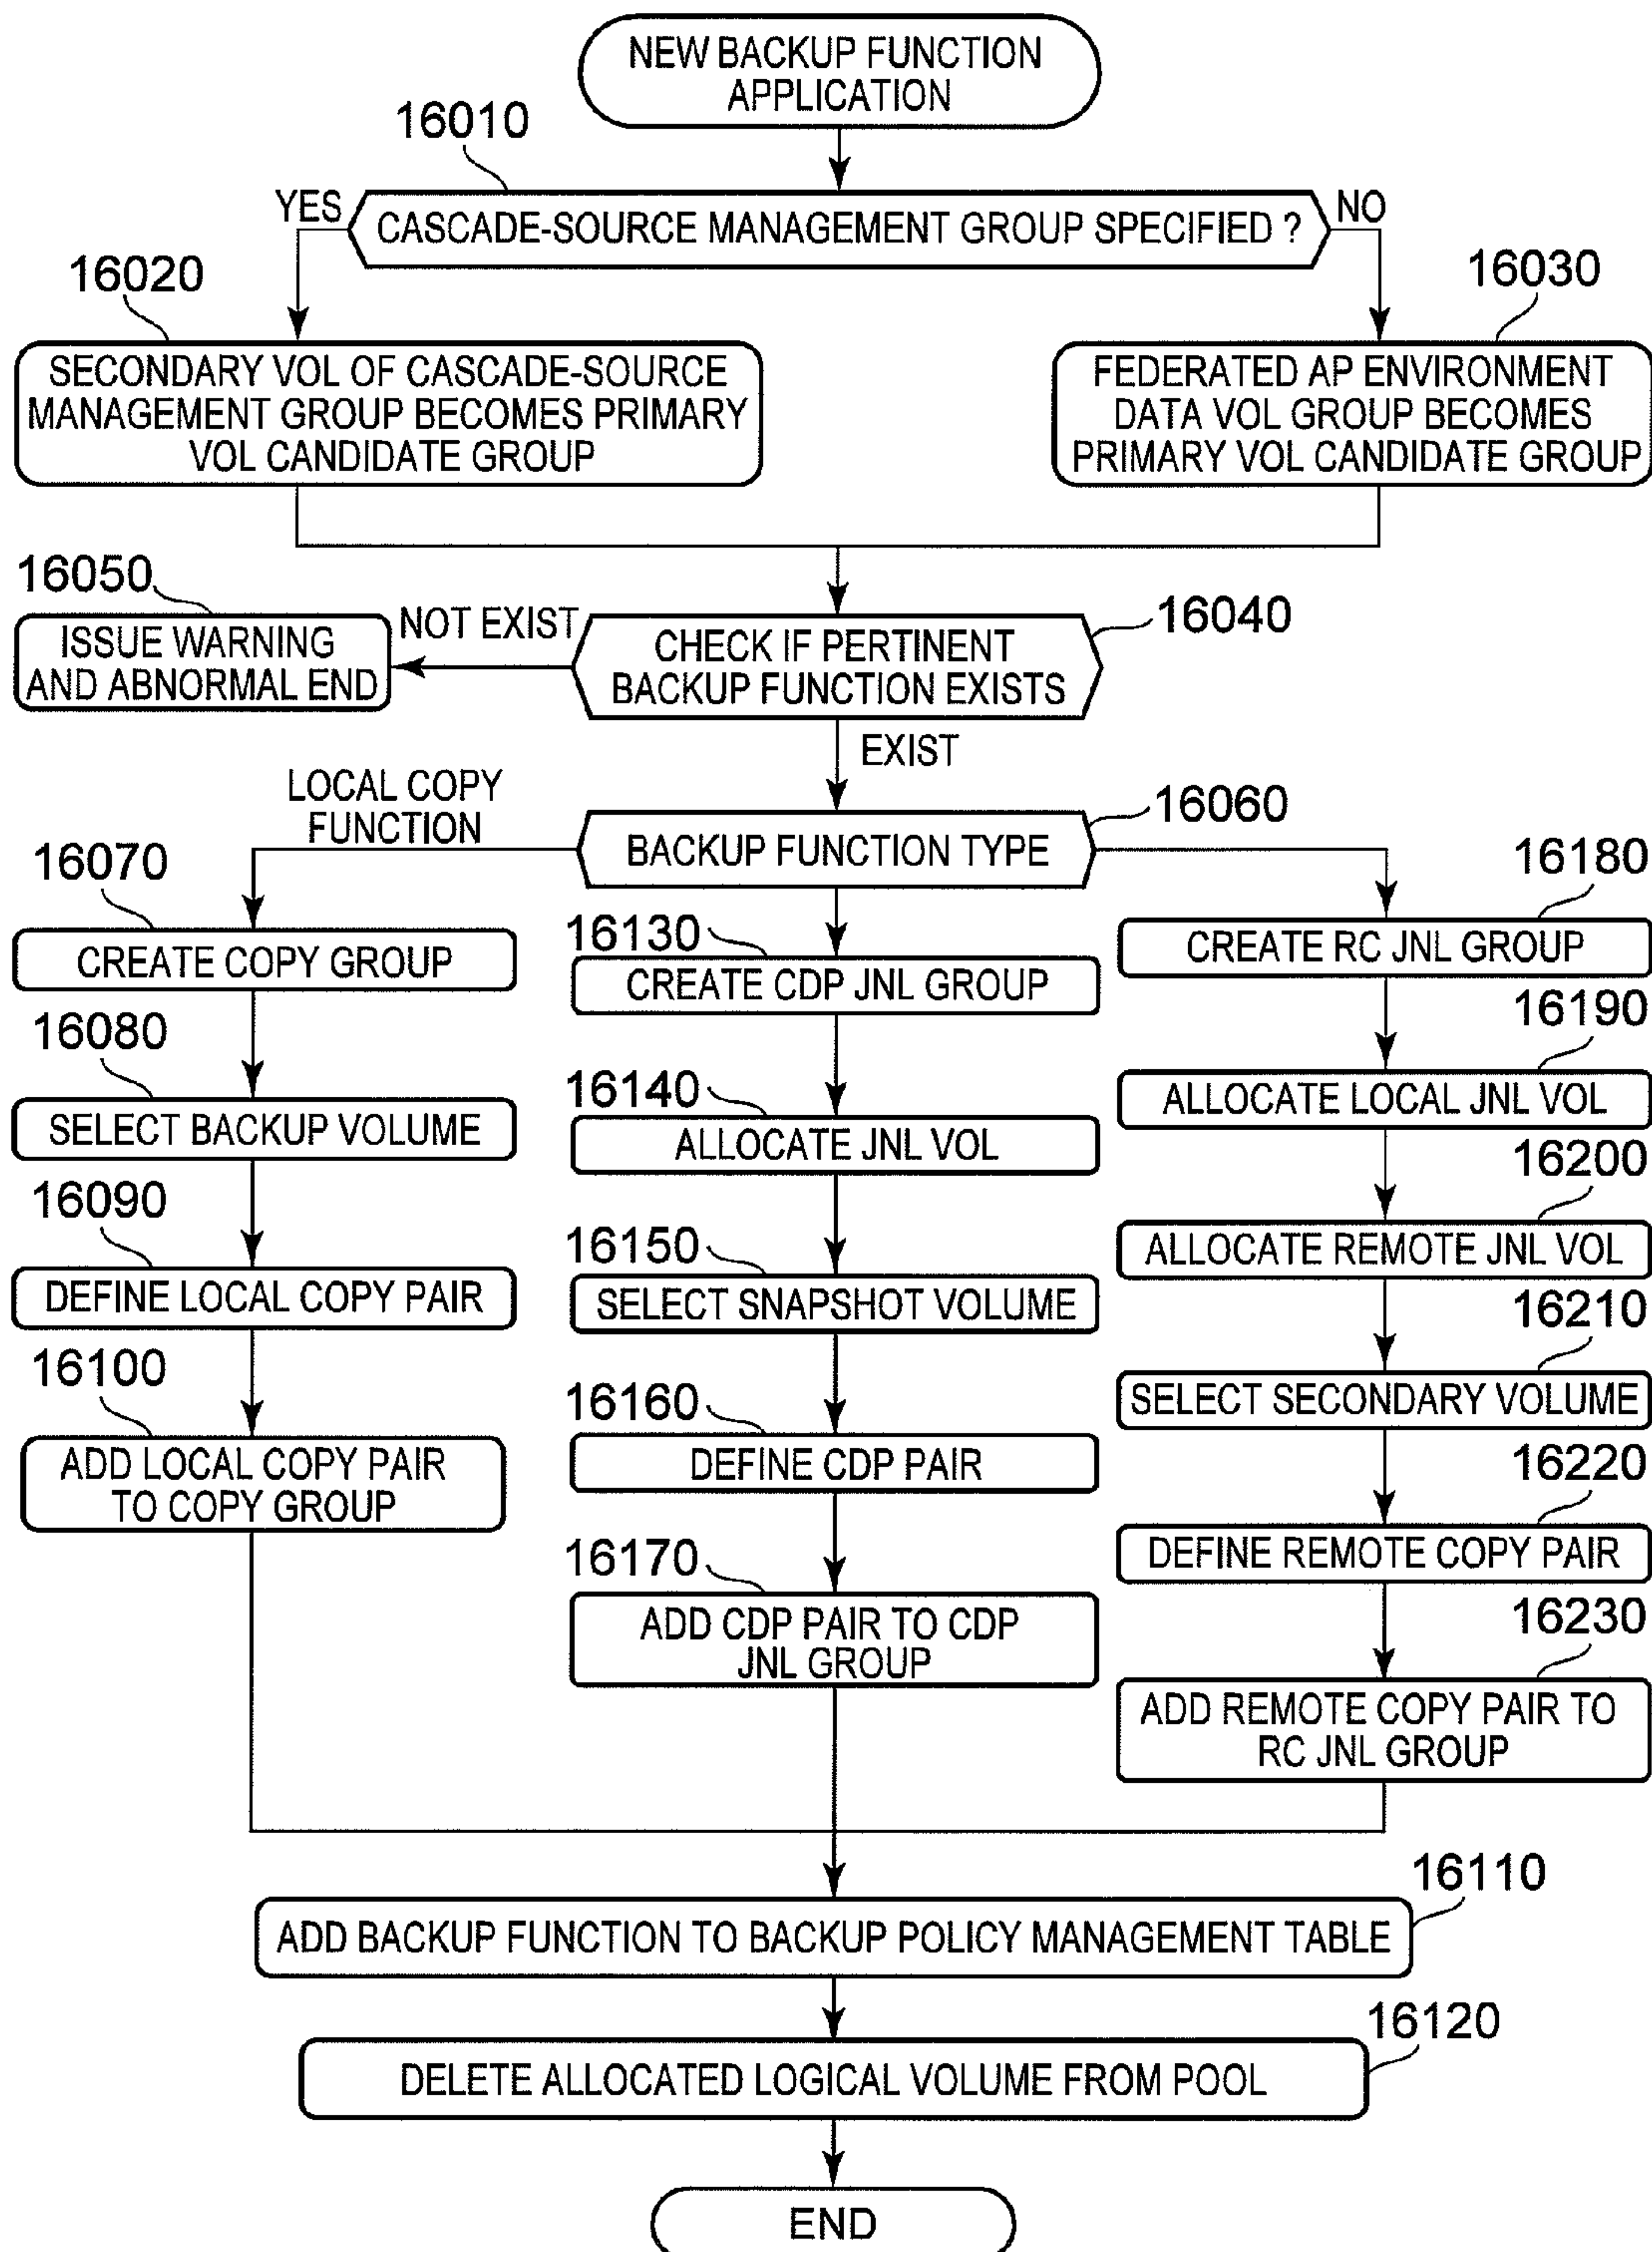 NEW BACKUP FUNCTION
APPLICATION
16010
YES
CASCADE-SOURCE MANAGEMENT GROUP SPECIFIED ?
NO
16020
16030
SECONDARY VOL OF CASCADE-SOURCE
MANAGEMENT GROUP BECOMES PRIMARY
VOL CANDIDATE GROUP
FEDERATED AP ENVIRONMENT
DATA VOL GROUP BECOMES
PRIMARY VOL CANDIDATE GROUP
16050
ISSUE WARNING
AND ABNORMAL END
NOT EXIST
16040
CHECK IF PERTINENT
BACKUP FUNCTION EXISTS
EXIST
LOCAL COPY
FUNCTION
16060
BACKUP FUNCTION TYPE
16070
CREATE COPY GROUP
16080
SELECT BACKUP VOLUME
16090
DEFINE LOCAL COPY PAIR
16100
ADD LOCAL COPY PAIR
TO COPY GROUP
16130
CREATE CDP JNL GROUP
16140
ALLOCATE JNL VOL
16150
SELECT SNAPSHOT VOLUME
16160
DEFINE CDP PAIR
16170
ADD CDP PAIR TO CDP
JNL GROUP
16180
CREATE RC JNL GROUP
16190
ALLOCATE LOCAL JNL VOL
16200
ALLOCATE REMOTE JNL VOL
16210
SELECT SECONDARY VOLUME
16220
DEFINE REMOTE COPY PAIR
16230
ADD REMOTE COPY PAIR TO
RC JNL GROUP
16110
ADD BACKUP FUNCTION TO BACKUP POLICY MANAGEMENT TABLE
16120
DELETE ALLOCATED LOGICAL VOLUME FROM POOL
END